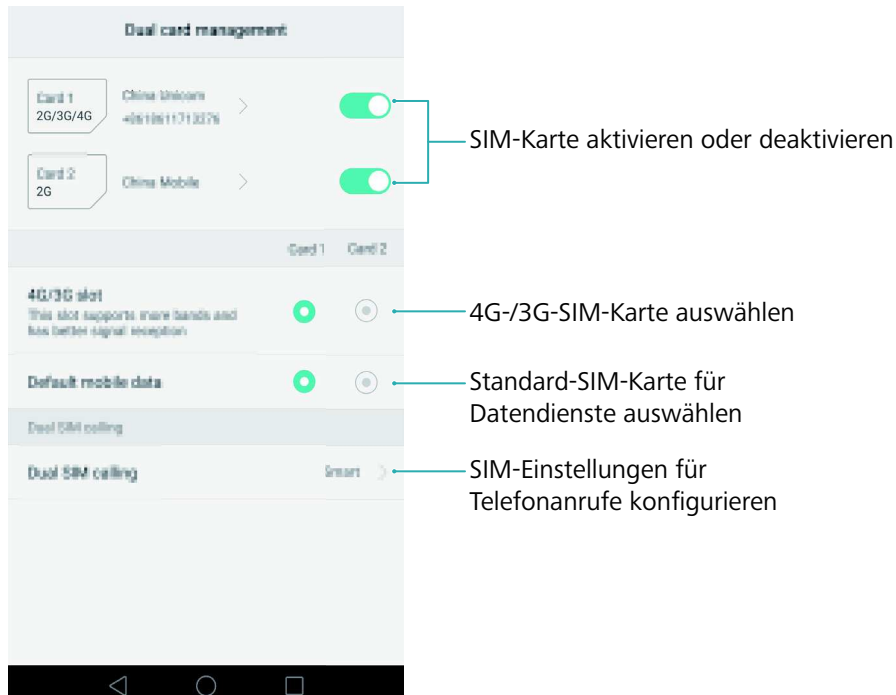 Dual card management
Card 1
2G/3G/4G
China Unicom
SIM-Karte aktivieren oder deaktivieren
Card 2
2G
China Mobile
Card 1 Card 2
4G/3G slot
This slot supports more bands and
has better signal reception
4G-/3G-SIM-Karte auswählen
Default mobile data
Standard-SIM-Karte für
Datendienste auswählen
Dual SIM calling
Dual SIM calling
Smart
SIM-Einstellungen für
Telefonanrufe konfigurieren